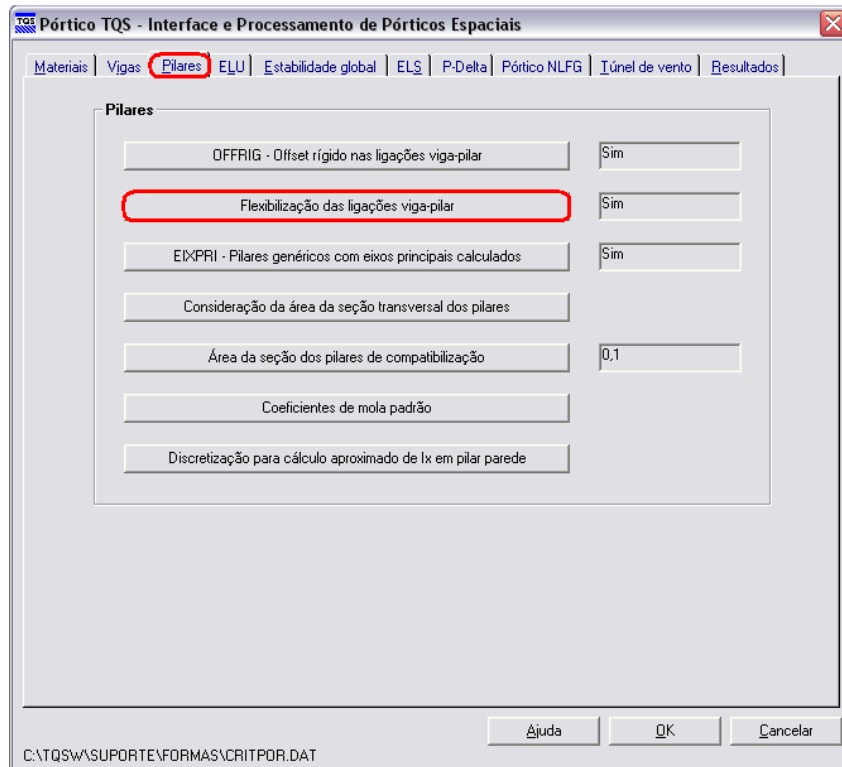 TQS Pórtico TQS - Interface e Processamento de Pórticos Espaciais
Materiais Vigas Pilares ELU Estabilidade global ELS P-Delta Pórtico NLFG Túnel de vento Resultados
Pilares
OFFRIG - Offset rígido nas ligações viga-pilar Sim
Flexibilização das ligações viga-pilar Sim
EIXPRI - Pilares genéricos com eixos principais calculados Sim
Consideração da área da seção transversal dos pilares
Área da seção dos pilares de compatibilização 0,1
Coeficientes de mola padrão
Discretização para cálculo aproximado de Ix em pilar parede
Ajuda OK Cancelar
C:\TQSW\SUPORTE\FORMAS\CRITPOR.DAT